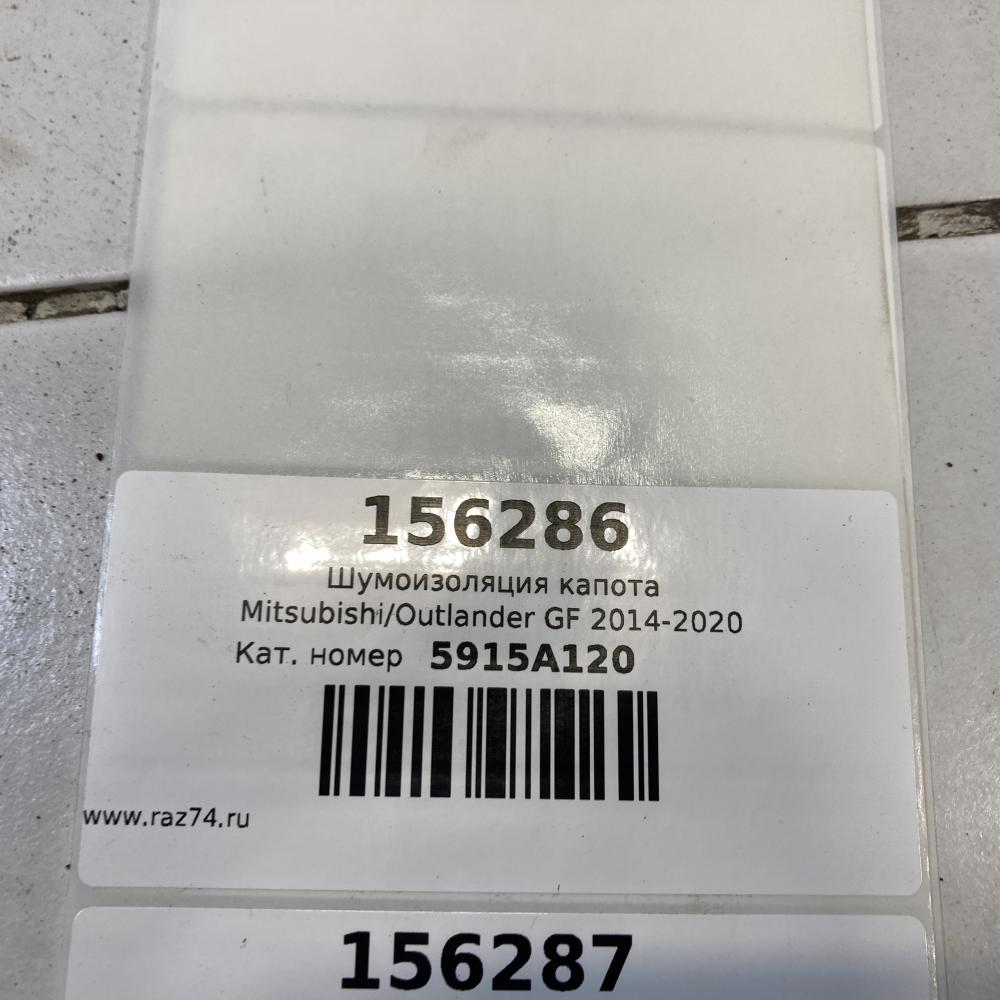 156286
Шумоизоляция капота
Mitsubishi/Outlander GF 2014-2020
Кат. номер 5915A120
www.raz74.ru
156287